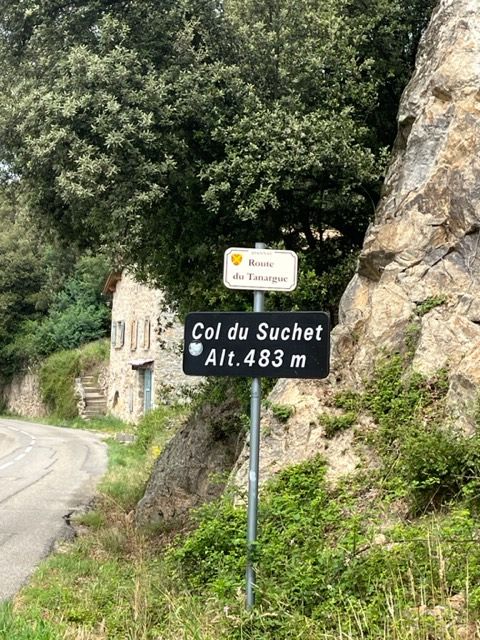 Route
du Tanargue
Col du Suchet
Alt. 483 m